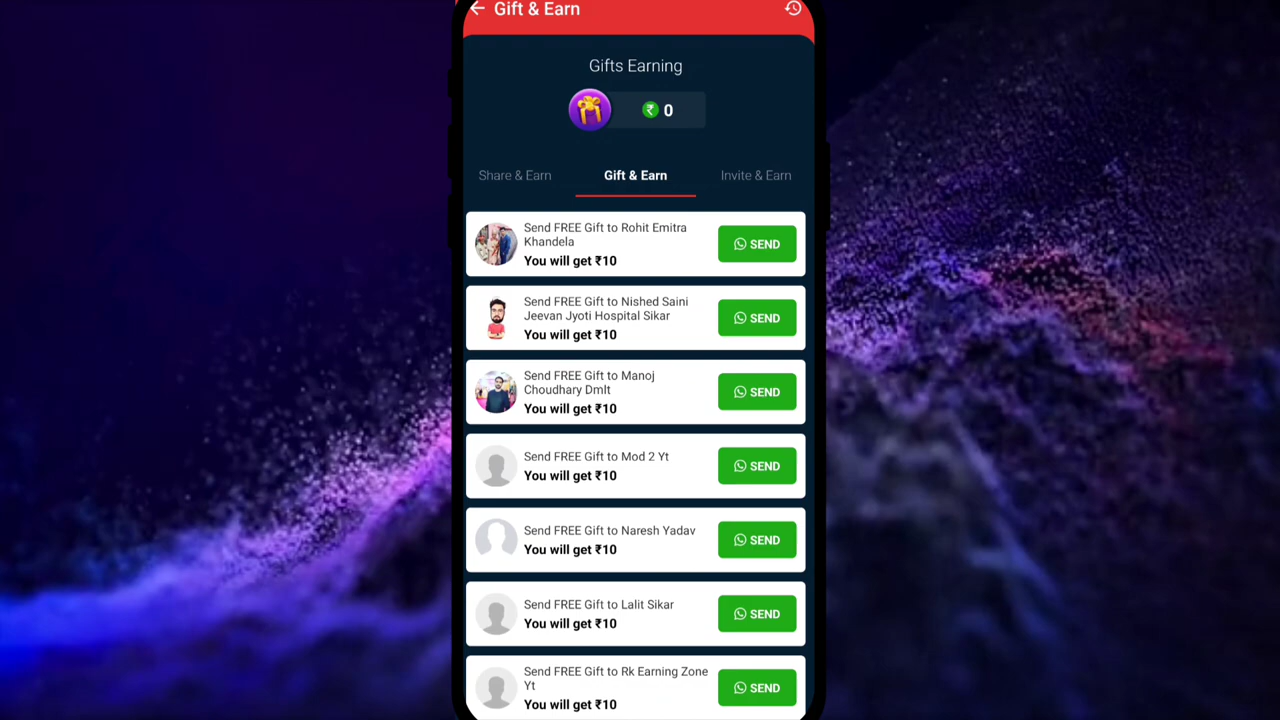 Gift & Earn
Gifts Earning
₹ 0
Share & Earn
Gift & Earn
Invite & Earn
Send FREE Gift to Rohit Emitra
Khandela
You will get ₹10
SEND
Send FREE Gift to Nished Saini
Jeevan Jyoti Hospital Sikar
You will get ₹10
SEND
Send FREE Gift to Manoj
Choudhary Dmlt
You will get ₹10
SEND
Send FREE Gift to Mod 2 Yt
You will get ₹10
SEND
Send FREE Gift to Naresh Yadav
You will get ₹10
SEND
Send FREE Gift to Lalit Sikar
You will get ₹10
SEND
Send FREE Gift to Rk Earning Zone
Yt
You will get ₹10
SEND